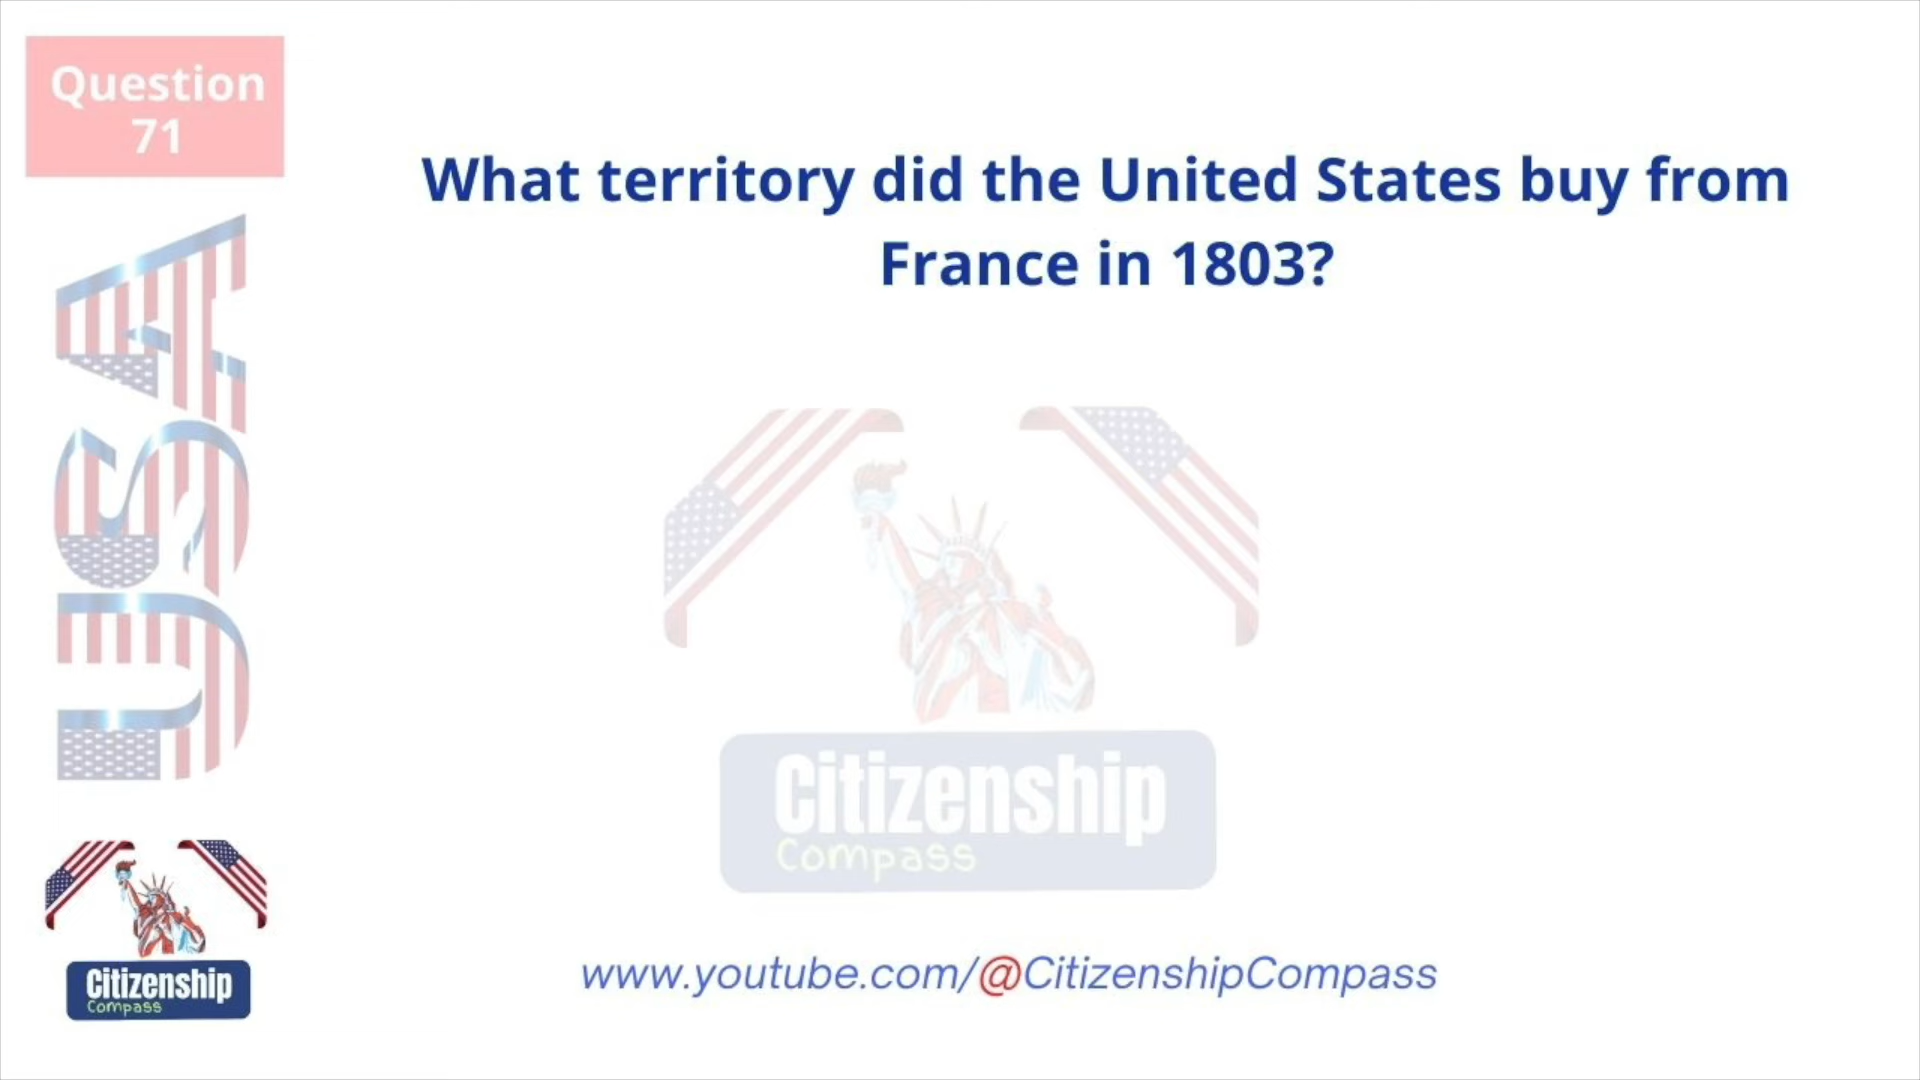 Question
71
What territory did the United States buy from
France in 1803?
USA
Citizenship
Compass
Citizenship
Compass
www.youtube.com/@CitizenshipCompass